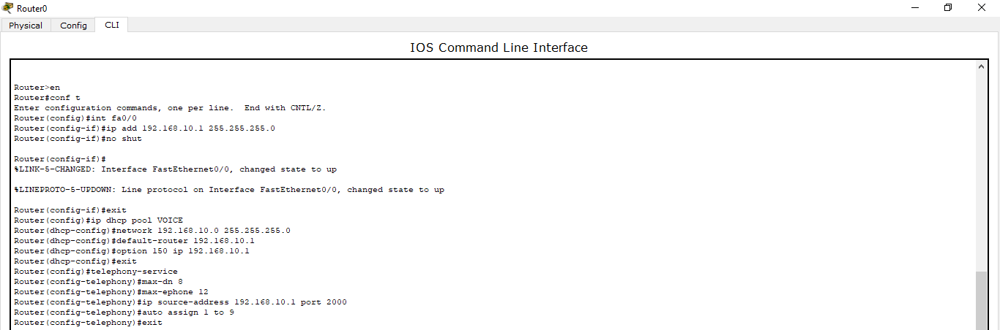 Router0
Physical Config CLI
IOS Command Line Interface
Router>en
Router#conf t
Enter configuration commands, one per line.  End with CNTL/Z.
Router(config)#int fa0/0
Router(config-if)#ip add 192.168.10.1 255.255.255.0
Router(config-if)#no shut
Router(config-if)#
%LINK-5-CHANGED: Interface FastEthernet0/0, changed state to up
%LINEPROTO-5-UPDOWN: Line protocol on Interface FastEthernet0/0, changed state to up
Router(config-if)#exit
Router(config)#ip dhcp pool VOICE
Router(dhcp-config)#network 192.168.10.0 255.255.255.0
Router(dhcp-config)#default-router 192.168.10.1
Router(dhcp-config)#option 150 ip 192.168.10.1
Router(dhcp-config)#exit
Router(config)#telephony-service
Router(config-telephony)#max-dn 8
Router(config-telephony)#max-ephone 12
Router(config-telephony)#ip source-address 192.168.10.1 port 2000
Router(config-telephony)#auto assign 1 to 9
Router(config-telephony)#exit